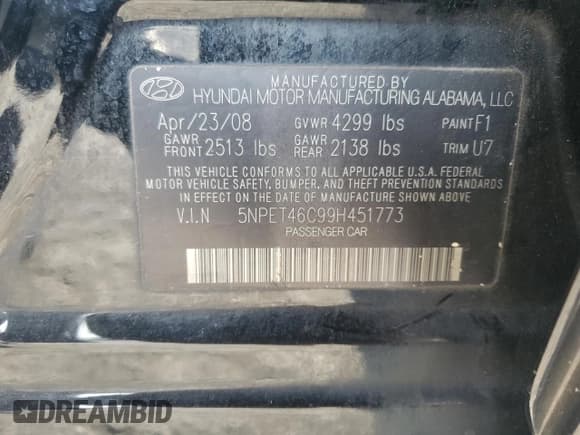 MANUFACTURED BY
HYUNDAI MOTOR MANUFACTURING ALABAMA, LLC
Apr/23/08 GVWR 4299 lbs PAINT F1
GAWR FRONT 2513 lbs GAWR REAR 2138 lbs TRIM U7
THIS VEHICLE CONFORMS TO ALL APPLICABLE U.S.A. FEDERAL
MOTOR VEHICLE SAFETY, BUMPER, AND THEFT PREVENTION STANDARDS
IN EFFECT ON THE DATE OF MANUFACTURE SHOWN ABOVE
V.I.N 5NPET46C99H451773
PASSENGER CAR
DREAMBID